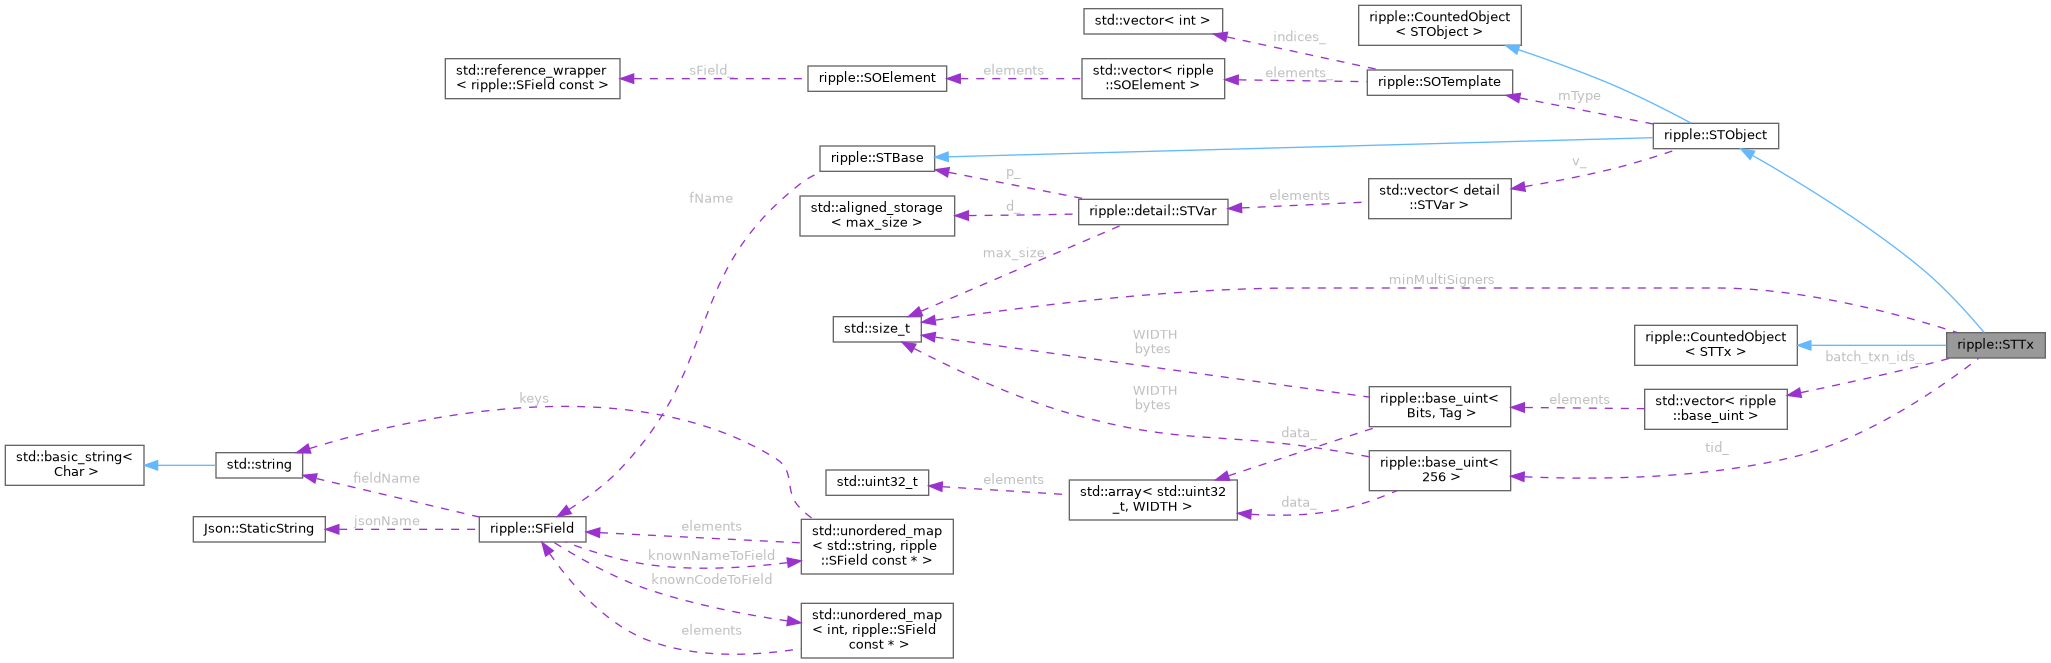 std::vector< int >
ripple::CountedObject
< STObject >
indices_
std::reference_wrapper
< ripple::SField const >
sField_
ripple::SOElement
elements
std::vector< ripple
::SOElement >
elements_
ripple::SOTemplate
mType
ripple::STObject
ripple::STBase
p_
v_
fName
std::aligned_storage
< max_size >
d_
ripple::detail::STVar
elements
std::vector< detail
::STVar >
max_size
minMultiSigners
std::size_t
WIDTH
bytes
ripple::CountedObject
< STTx >
ripple::STTx
batch_txn_ids_
WIDTH
bytes
ripple::base_uint<
Bits, Tag >
elements
std::vector< ripple
::base_uint >
keys
data_
tid_
std::basic_string<
Char >
std::string
fieldName
ripple::base_uint<
256 >
std::uint32_t
elements
std::array< std::uint32
_t, WIDTH >
data_
Json::StaticString
jsonName
ripple::SField
elements
knownNameToField
std::unordered_map
< std::string, ripple
::SField const * >
knownCodeToField
elements
std::unordered_map
< int, ripple::SField
const * >